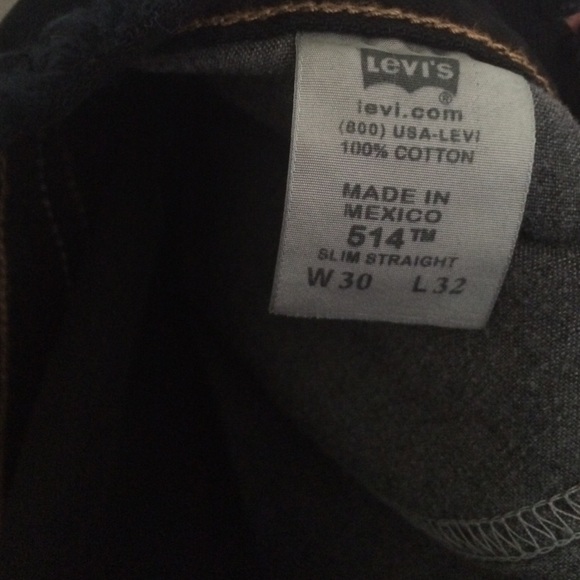 Levi's
®
levi.com
(800) USA-LEVI
100% COTTON
MADE IN
MEXICO
514™
SLIM STRAIGHT
W 30 L 32